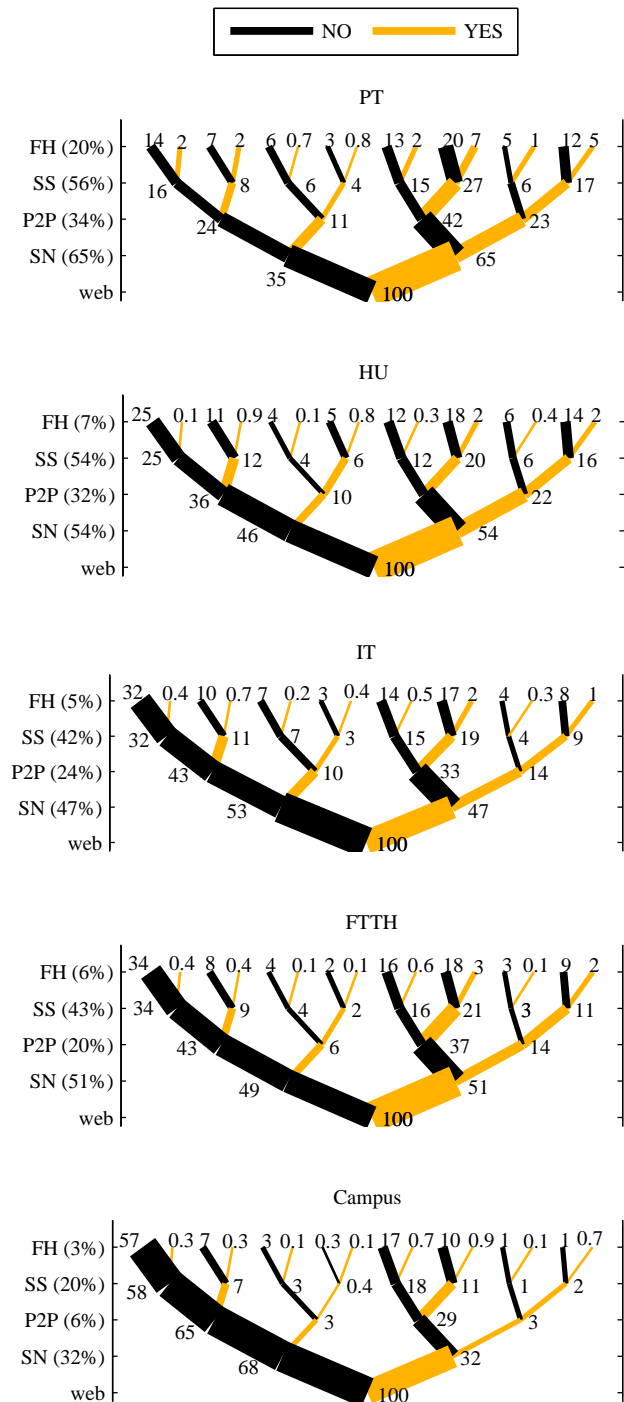 NO YES
PT
FH (20%) 14 2 7 2 6 0.7 3 0.8 13 2 20 7 5 1 12 5
SS (56%) 16 8 6 4 15 27 6 17
P2P (34%) 24 11 42 23
SN (65%) 35 65
web 100
HU
FH (7%) 25 0.1 11 0.9 4 0.1 5 0.8 12 0.3 18 2 6 0.4 14 2
SS (54%) 25 12 4 6 12 20 6 16
P2P (32%) 36 10 22
SN (54%) 46 54
web 100
IT
FH (5%) 32 0.4 10 0.7 7 0.2 3 0.4 14 0.5 17 2 4 0.3 8 1
SS (42%) 32 11 7 3 15 19 4 9
P2P (24%) 43 10 33 14
SN (47%) 53 47
web 100
FTTH
FH (6%) 34 0.4 8 0.4 4 0.1 2 0.1 16 0.6 18 3 3 0.1 9 2
SS (43%) 34 9 4 2 16 21 3 11
P2P (20%) 43 6 37 14
SN (51%) 49 51
web 100
Campus
FH (3%) 57 0.3 7 0.3 3 0.1 0.3 0.1 17 0.7 10 0.9 1 0.1 1 0.7
SS (20%) 58 7 3 0.4 18 11 1 2
P2P (6%) 65 3 29 3
SN (32%) 68 32
web 100